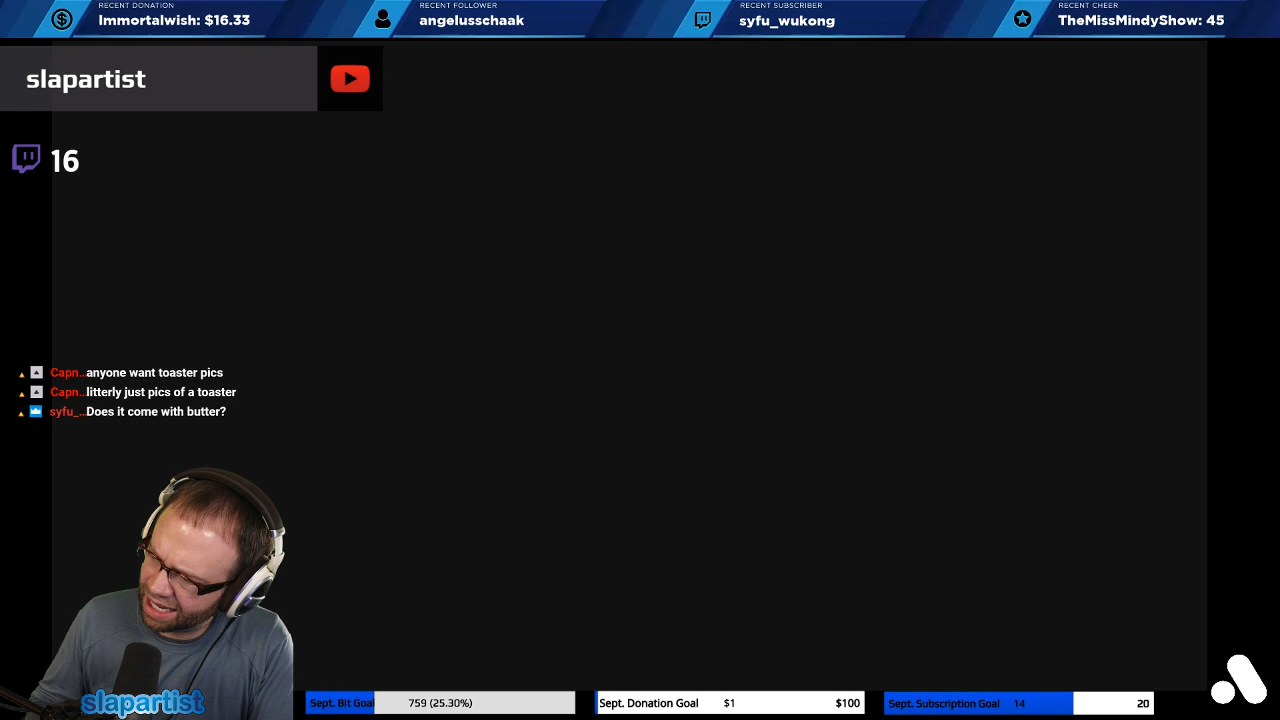 RECENT DONATION
Immortalwish: $16.33
RECENT FOLLOWER
angelusschaak
RECENT SUBSCRIBER
syfu_wukong
RECENT CHEER
TheMissMindyShow: 45
slapartist
16
Capn...anyone want toaster pics
Capn...litterly just pics of a toaster
syfu_...Does it come with butter?
slapartist
Sept. Bit Goal 759 (25.30%)
Sept. Donation Goal $1 $100
Sept. Subscription Goal 14 20